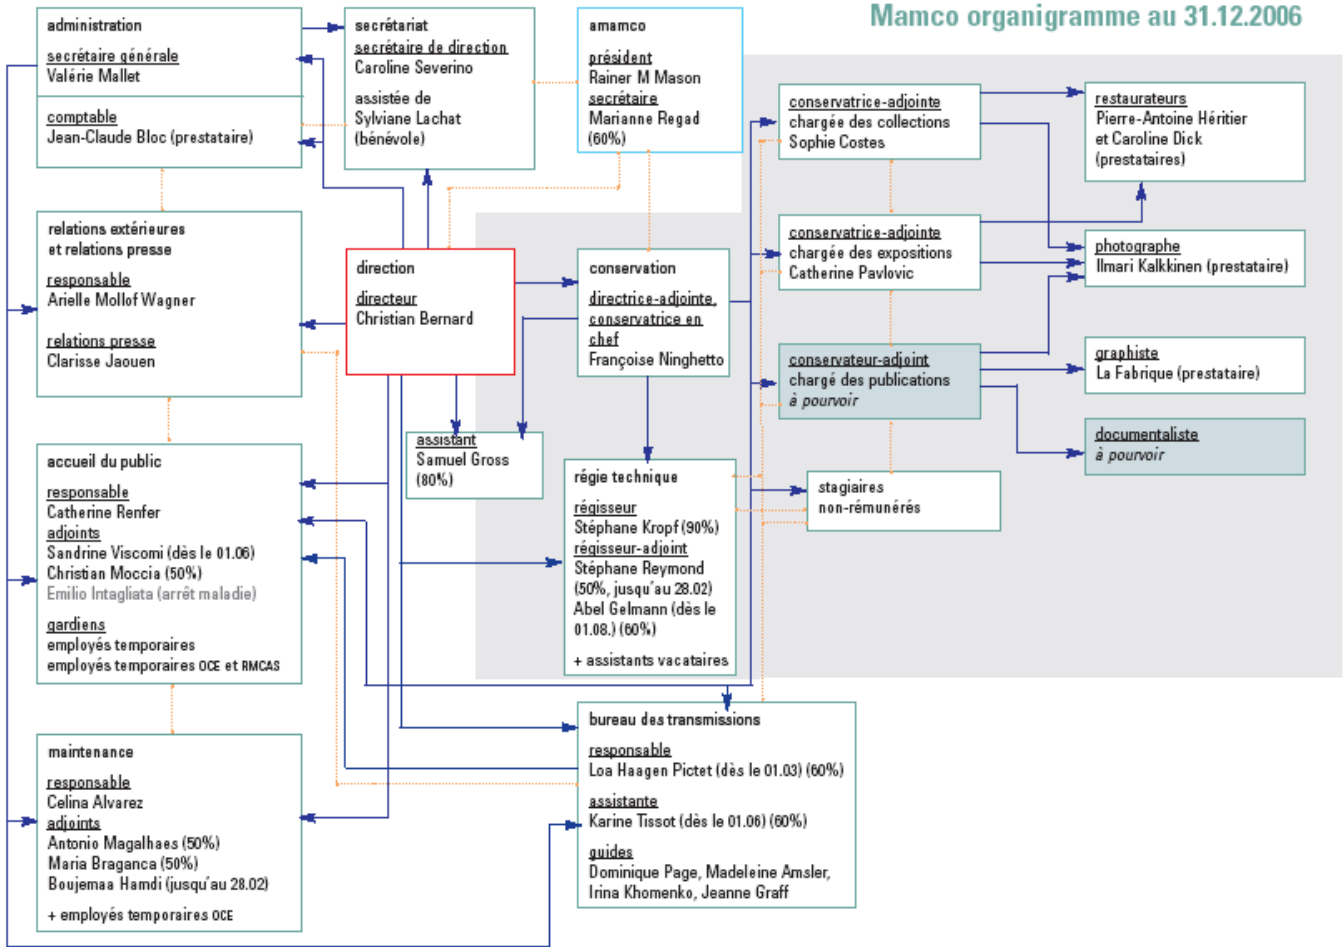 Mamco organigramme au 31.12.2006
administration
secrétaire générale
Valérie Mallet
comptable
Jean-Claude Bloc (prestataire)
secrétariat
secrétaire de direction
Caroline Severino
assistée de
Sylviane Lachat
(bénévole)
amamco
président
Rainer M Mason
secrétaire
Marianne Regad
(60%)
conservatrice-adjointe
chargée des collections
Sophie Costes
restaurateurs
Pierre-Antoine Héritier
et Caroline Dick
(prestataires)
relations extérieures
et relations presse
responsable
Arielle Mollof Wagner
relations presse
Clarisse Jaouen
direction
directeur
Christian Bernard
conservation
directrice-adjointe,
conservatrice en
chef
Françoise Ninghetto
conservatrice-adjointe
chargée des expositions
Catherine Pavlovic
photographe
Ilmari Kalkkinen (prestataire)
conservateur-adjoint
chargé des publications
à pourvoir
graphiste
La Fabrique (prestataire)
documentaliste
à pourvoir
assistant
Samuel Gross
(80%)
accueil du public
responsable
Catherine Renfer
adjoints
Sandrine Viscomi (dès le 01.06)
Christian Moccia (50%)
Emilio Intagliata (arrêt maladie)
gardiens
employés temporaires
employés temporaires OCE et RMCAS
régie technique
régisseur
Stéphane Kropf (90%)
régisseur-adjoint
Stéphane Reymond
(50%, jusqu'au 28.02)
Abel Gelmann (dès le
01.08.) (60%)
+ assistants vacataires
stagiaires
non-rémunérés
maintenance
responsable
Celina Alvarez
adjoints
Antonio Magalhaes (50%)
Maria Braganca (50%)
Boujemaa Hamdi (jusqu'au 28.02)
+ employés temporaires OCE
bureau des transmissions
responsable
Loa Haagen Pictet (dès le 01.03) (60%)
assistante
Karine Tissot (dès le 01.06) (60%)
guides
Dominique Page, Madeleine Amsler,
Irina Khomenko, Jeanne Graff